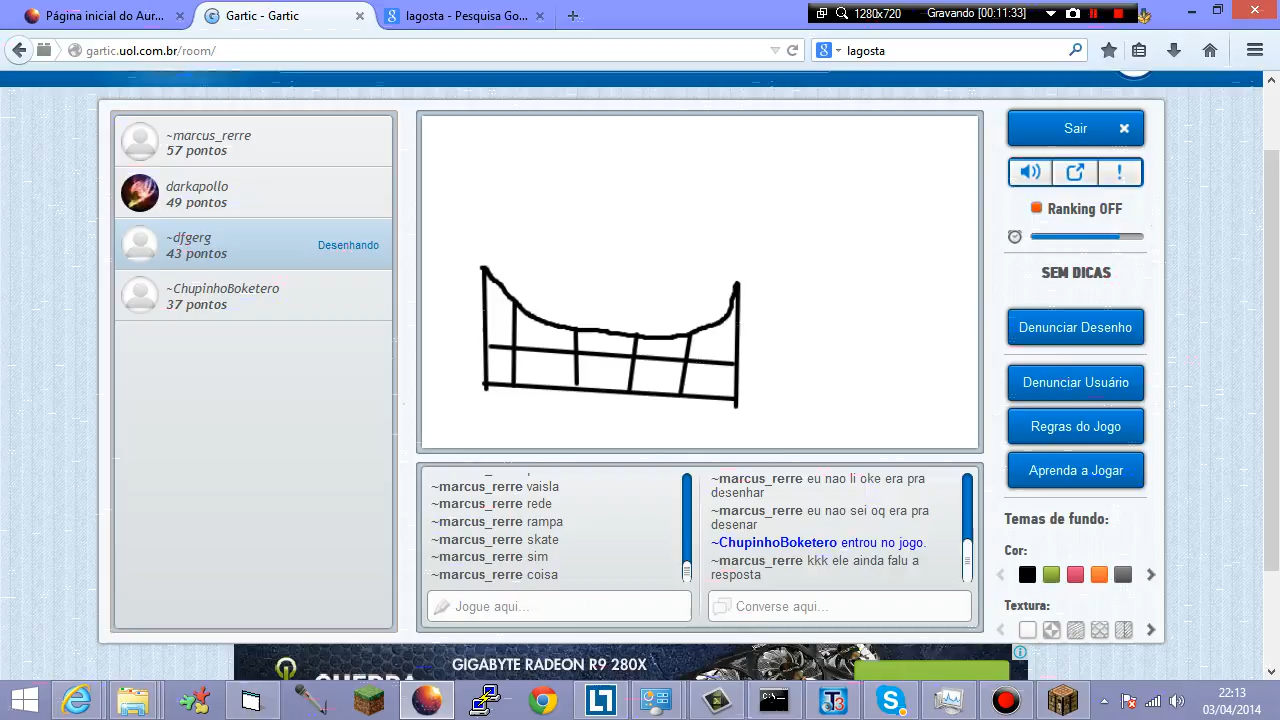 Página inicial do Aur...
Gartic - Gartic
lagosta - Pesquisa Go...
1280x720
Gravando [00:11:33]
gartic.uol.com.br/room/
lagosta
~marcus_rerre
57 pontos
darkapollo
49 pontos
~dfgerg
43 pontos
Desenhando
~ChupinhoBoketero
37 pontos
Sair
Ranking OFF
SEM DICAS
Denunciar Desenho
Denunciar Usuário
Regras do Jogo
Aprenda a Jogar
Temas de fundo:
Cor:
Textura:
~marcus_rerre vaisla
~marcus_rerre rede
~marcus_rerre rampa
~marcus_rerre skate
~marcus_rerre sim
~marcus_rerre coisa
Jogue aqui...
~marcus_rerre eu nao li oke era pra
desenhar
~marcus_rerre eu nao sei oq era pra
desenar
~ChupinhoBoketero entrou no jogo.
~marcus_rerre kkk ele ainda falu a
resposta
Converse aqui...
GIGABYTE RADEON R9 280X
22:13
03/04/2014